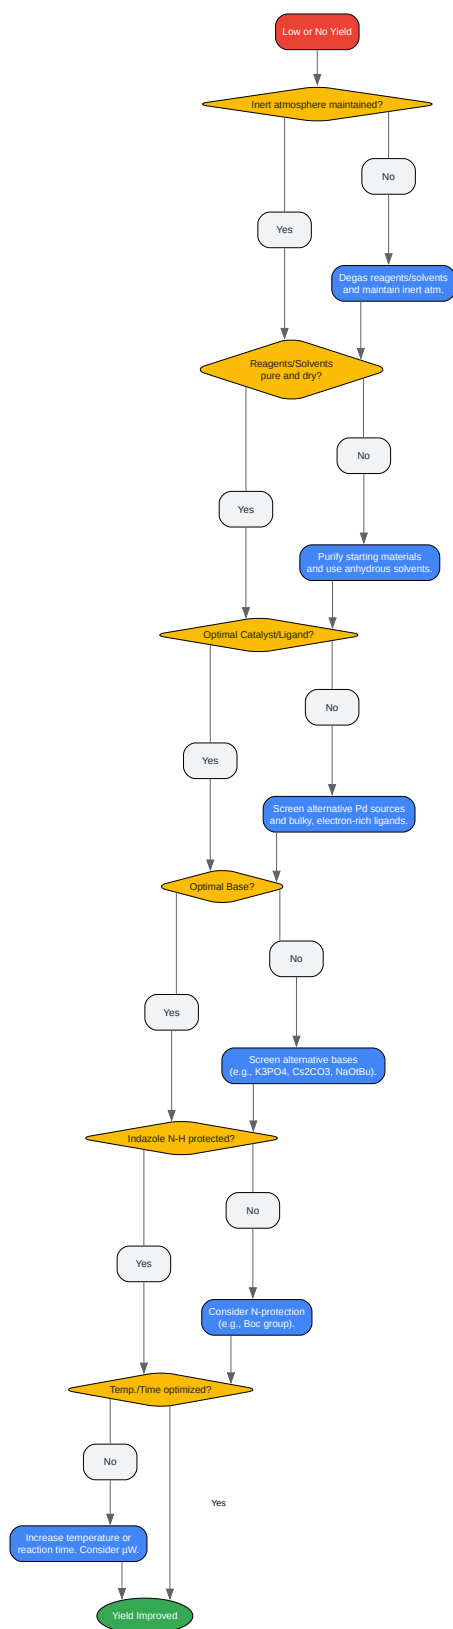 Low or No Yield
Inert atmosphere maintained?
No
Yes
Degas reagents/solvents
and maintain inert atm.
Reagents/Solvents
pure and dry?
No
Yes
Purify starting materials
and use anhydrous solvents.
Optimal Catalyst/Ligand?
No
Yes
Screen alternative Pd sources
and bulky, electron-rich ligands.
Optimal Base?
No
Yes
Screen alternative bases
(e.g., K3PO4, Cs2CO3, NaOtBu).
Indazole N-H protected?
No
Yes
Consider N-protection
(e.g., Boc group).
Temp./Time optimized?
No
Yes
Increase temperature or
reaction time. Consider µW.
Yield Improved